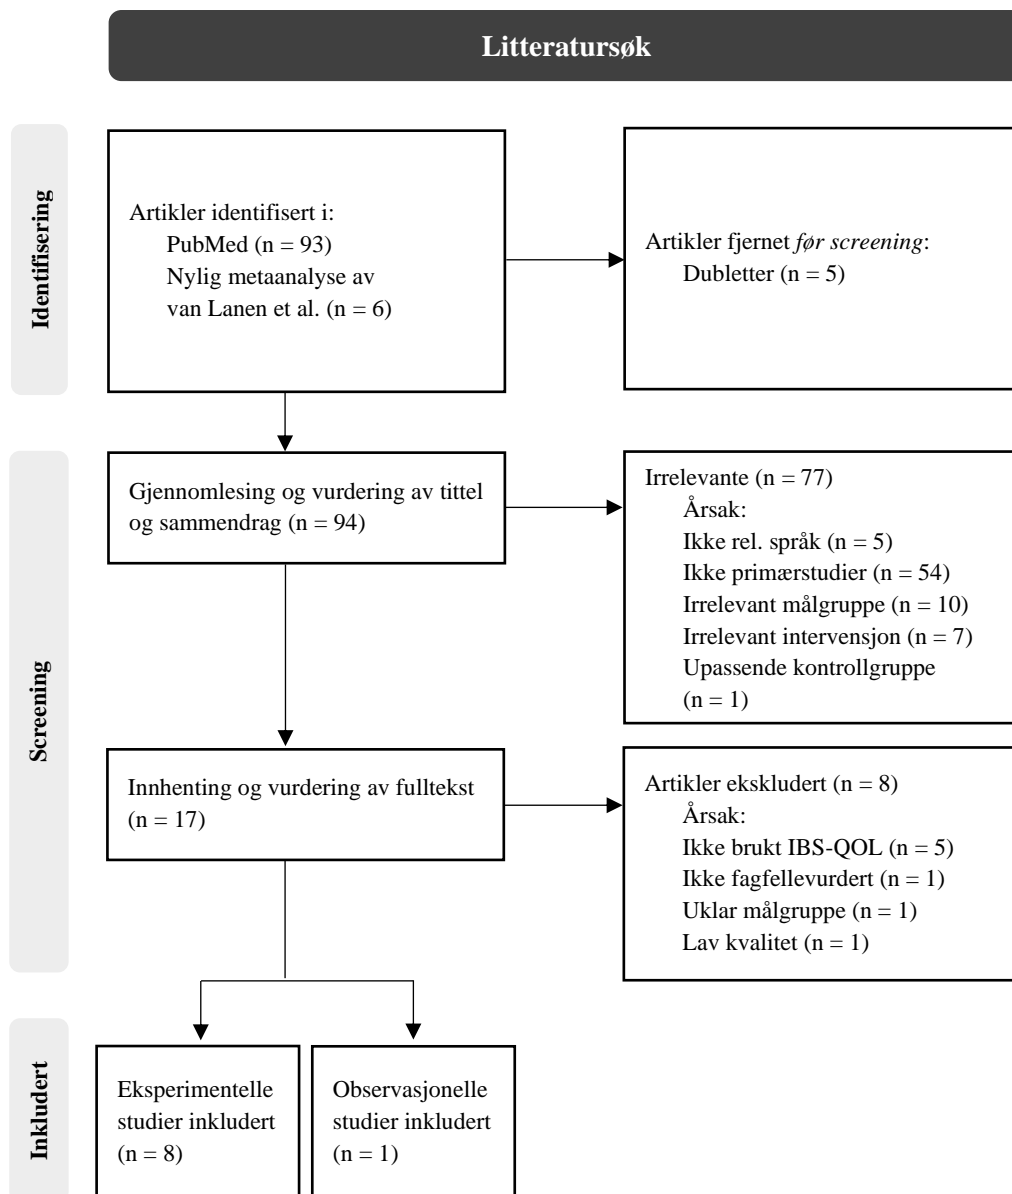 Litteratursøk
Identifisering
Artikler identifisert i:
PubMed (n = 93)
Nylig metaanalyse av
van Lanen et al. (n = 6)
Artikler fjernet før screening:
Dubletter (n = 5)
Screening
Gjennomlesing og vurdering av tittel
og sammendrag (n = 94)
Irrelevante (n = 77)
Årsak:
Ikke rel. språk (n = 5)
Ikke primærstudier (n = 54)
Irrelevant målgruppe (n = 10)
Irrelevant intervensjon (n = 7)
Upassende kontrollgruppe
(n = 1)
Innhenting og vurdering av fulltekst
(n = 17)
Artikler ekskludert (n = 8)
Årsak:
Ikke brukt IBS-QOL (n = 5)
Ikke fagfellevurdert (n = 1)
Uklar målgruppe (n = 1)
Lav kvalitet (n = 1)
Inkludert
Eksperimentelle
studier inkludert
(n = 8)
Observasjonelle
studier inkludert
(n = 1)